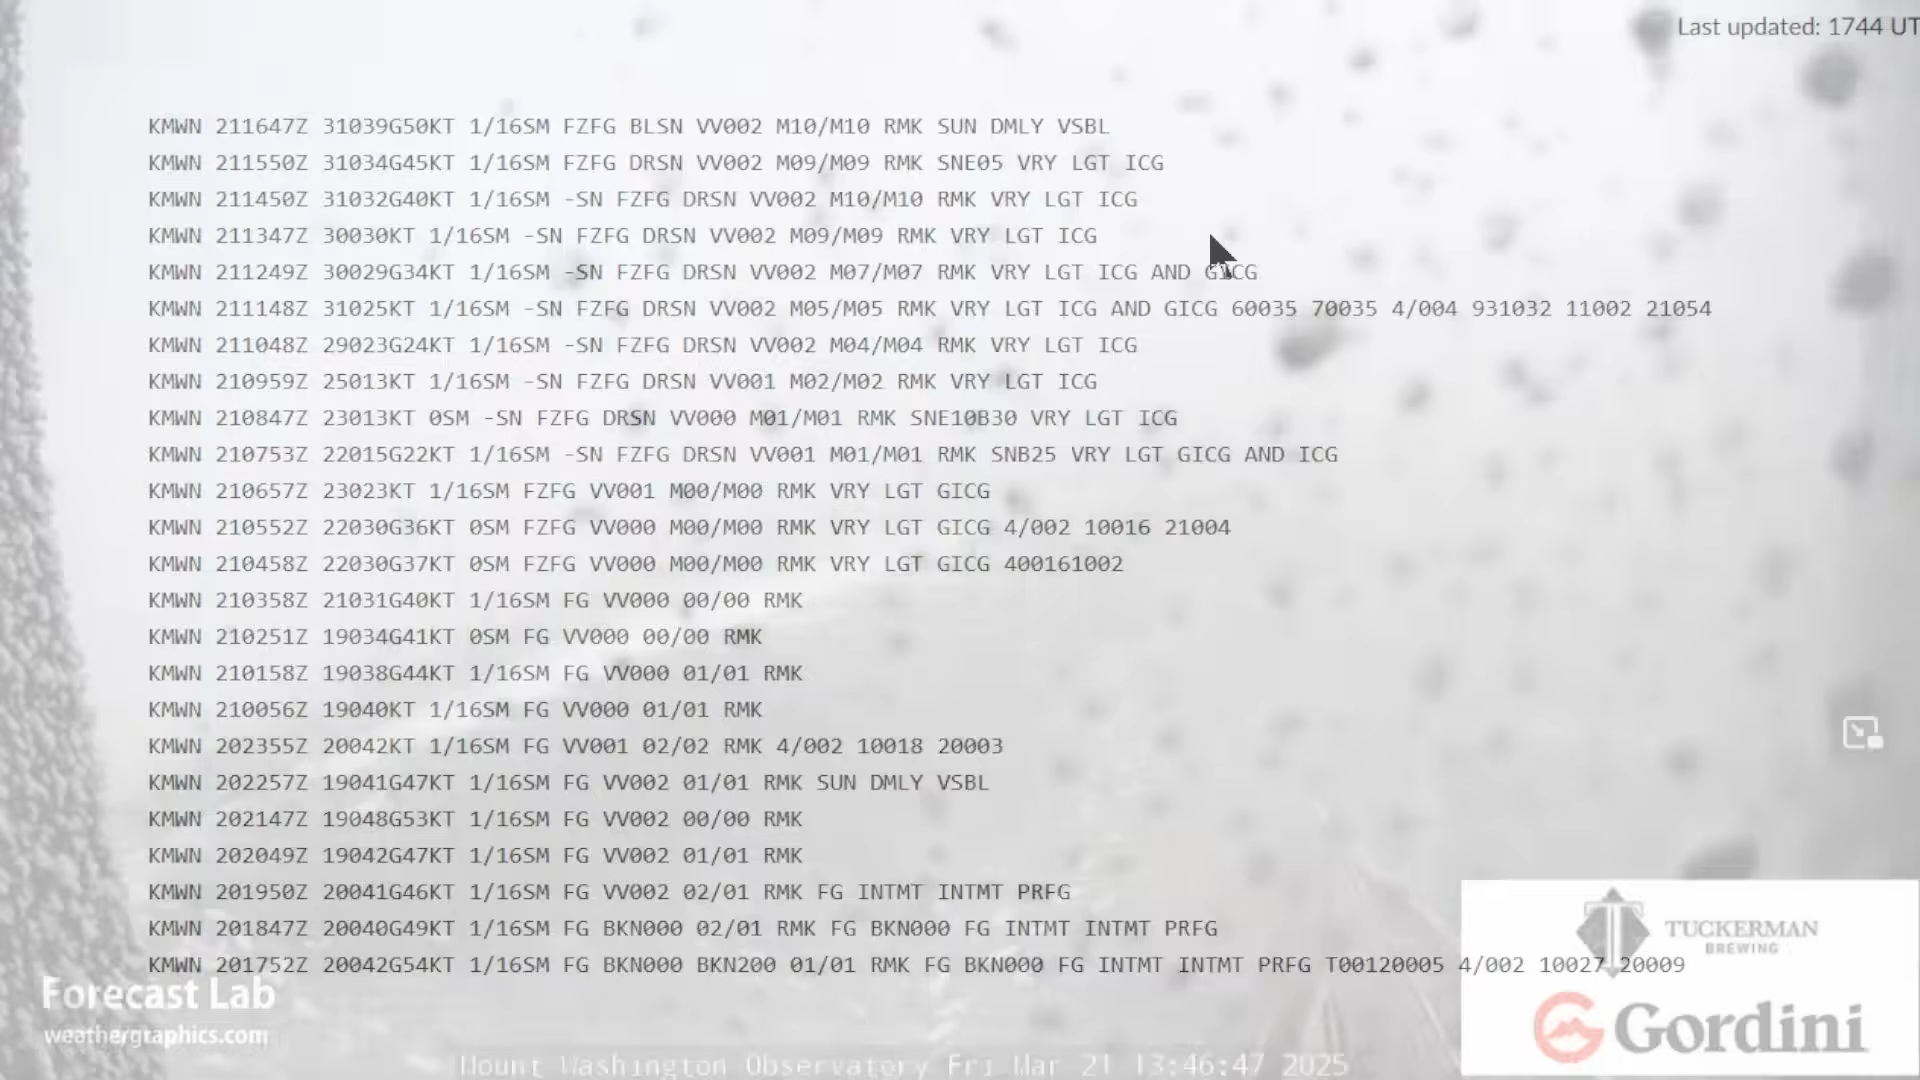 Last updated: 1744 UT
KMWN 211647Z 31039G50KT 1/16SM FZFG BLSN VV002 M10/M10 RMK SUN DMLY VSBL
KMWN 211550Z 31034G45KT 1/16SM FZFG DRSN VV002 M09/M09 RMK SNE05 VRY LGT ICG
KMWN 211450Z 31032G40KT 1/16SM -SN FZFG DRSN VV002 M10/M10 RMK VRY LGT ICG
KMWN 211347Z 30030KT 1/16SM -SN FZFG DRSN VV002 M09/M09 RMK VRY LGT ICG
KMWN 211249Z 30029G34KT 1/16SM -SN FZFG DRSN VV002 M07/M07 RMK VRY LGT ICG AND GICG
KMWN 211148Z 31025KT 1/16SM -SN FZFG DRSN VV002 M05/M05 RMK VRY LGT ICG AND GICG 60035 70035 4/004 931032 11002 21054
KMWN 211048Z 29023G24KT 1/16SM -SN FZFG DRSN VV002 M04/M04 RMK VRY LGT ICG
KMWN 210959Z 25013KT 1/16SM -SN FZFG DRSN VV001 M02/M02 RMK VRY LGT ICG
KMWN 210847Z 23013KT 0SM -SN FZFG DRSN VV000 M01/M01 RMK SNE10B30 VRY LGT ICG
KMWN 210753Z 22015G22KT 1/16SM -SN FZFG DRSN VV001 M01/M01 RMK SNB25 VRY LGT GICG AND ICG
KMWN 210657Z 23023KT 1/16SM FZFG VV001 M00/M00 RMK VRY LGT GICG
KMWN 210552Z 22030G36KT 0SM FZFG VV000 M00/M00 RMK VRY LGT GICG 4/002 10016 21004
KMWN 210458Z 22030G37KT 0SM FZFG VV000 M00/M00 RMK VRY LGT GICG 400161002
KMWN 210358Z 21031G40KT 1/16SM FG VV000 00/00 RMK
KMWN 210251Z 19034G41KT 0SM FG VV000 00/00 RMK
KMWN 210158Z 19038G44KT 1/16SM FG VV000 01/01 RMK
KMWN 210056Z 19040KT 1/16SM FG VV000 01/01 RMK
KMWN 202355Z 20042KT 1/16SM FG VV001 02/02 RMK 4/002 10018 20003
KMWN 202257Z 19041G47KT 1/16SM FG VV002 01/01 RMK SUN DMLY VSBL
KMWN 202147Z 19048G53KT 1/16SM FG VV002 00/00 RMK
KMWN 202049Z 19042G47KT 1/16SM FG VV002 01/01 RMK
KMWN 201950Z 20041G46KT 1/16SM FG VV002 02/01 RMK FG INTMT INTMT PRFG
KMWN 201847Z 20040G49KT 1/16SM FG BKN000 02/01 RMK FG BKN000 FG INTMT INTMT PRFG
KMWN 201752Z 20042G54KT 1/16SM FG BKN000 BKN200 01/01 RMK FG BKN000 FG INTMT INTMT PRFG T00120005 4/002 10027 20009
TUCKERMAN
BREWING
Forecast Lab
weathergraphics.com
Gordini
Mount Washington Observatory Fri Mar 21 13:46:47 2025